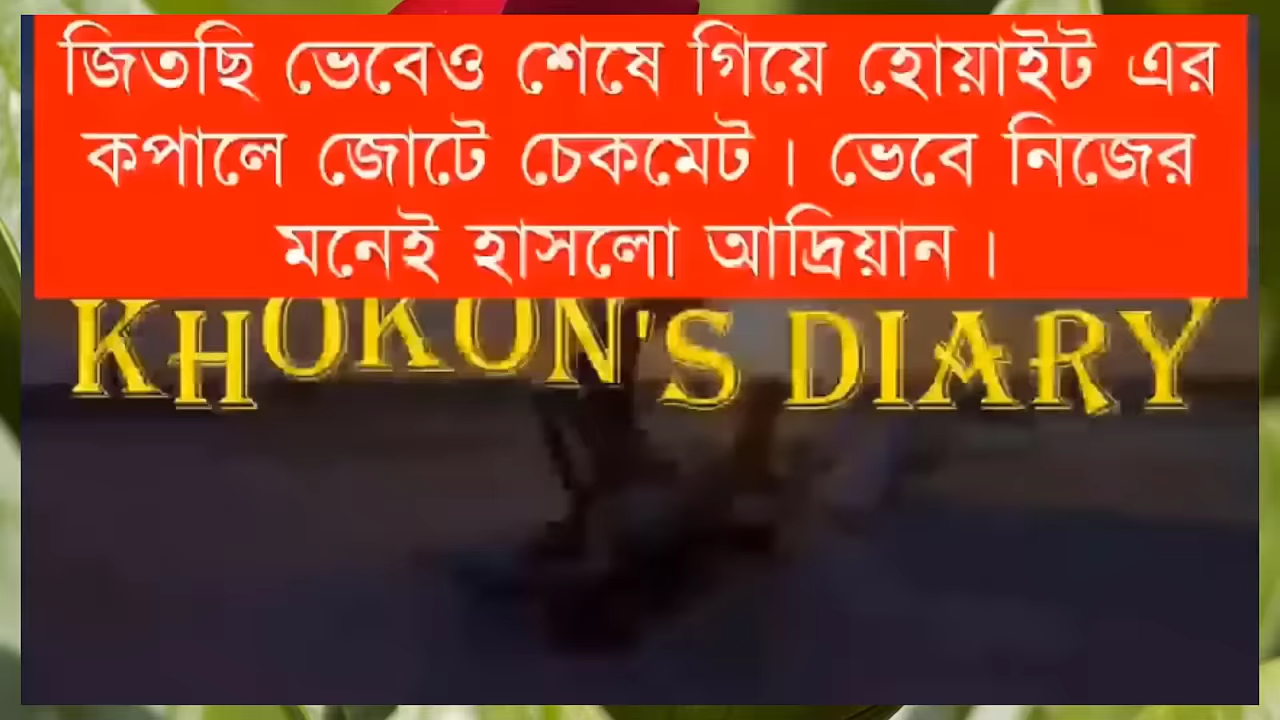 জিতছি ভেবেও শেষে গিয়ে হোয়াইট এর
কপালে জোটে চেকমেট । ভেবে নিজের
মনেই হাসলো আদ্রিয়ান ।
KHOKON'S DIARY